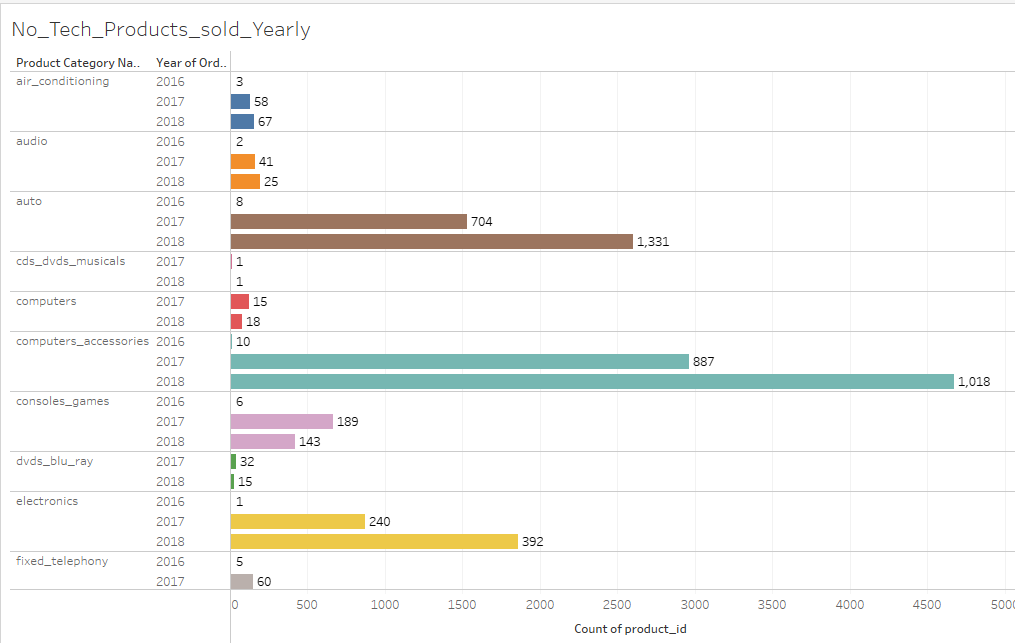 No_Tech_Products_sold_Yearly
Product Category Na.. Year of Ord..
air_conditioning 2016 3
2017 58
2018 67
audio 2016 2
2017 41
2018 25
auto 2016 8
2017 704
2018 1,331
cds_dvds_musicals 2017 1
2018 1
computers 2017 15
2018 18
computers_accessories 2016 10
2017 887
2018 1,018
consoles_games 2016 6
2017 189
2018 143
dvds_blu_ray 2017 32
2018 15
electronics 2016 1
2017 240
2018 392
fixed_telephony 2016 5
2017 60
0 500 1000 1500 2000 2500 3000 3500 4000 4500 5000
Count of product_id